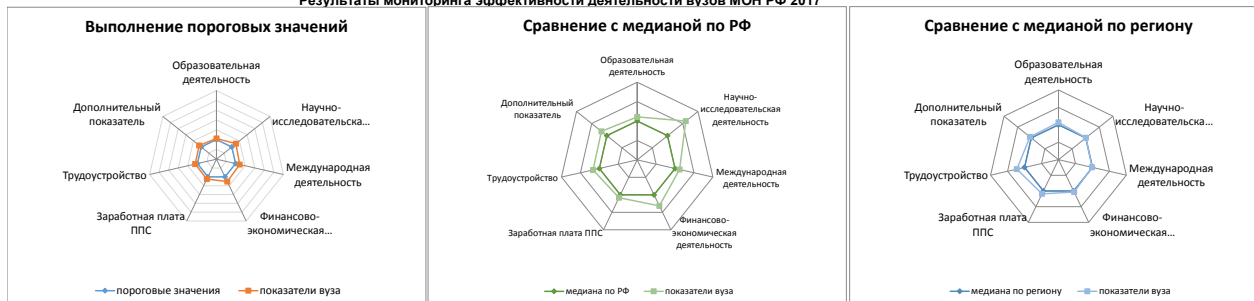 Результаты мониторинга эффективности деятельности вузов МОН РФ 2017
Выполнение пороговых значений
Образовательная
деятельность
Научно-
исследовательска...
Международная
деятельность
Финансово-
экономическая...
Заработная плата
ППС
Трудоустройство
Дополнительный
показатель
пороговые значения
показатели вуза
Сравнение с медианой по РФ
Образовательная
деятельность
Научно-
исследовательская
деятельность
Международная
деятельность
Финансово-
экономическая
деятельность
Заработная плата ППС
Трудоустройство
Дополнительный
показатель
медиана по РФ
показатели вуза
Сравнение с медианой по региону
Образовательная
деятельность
Научно-
исследовательска...
Международная
деятельность
Финансово-
экономическая...
Заработная плата
ППС
Трудоустройство
Дополнительный
показатель
медиана по региону
показатели вуза